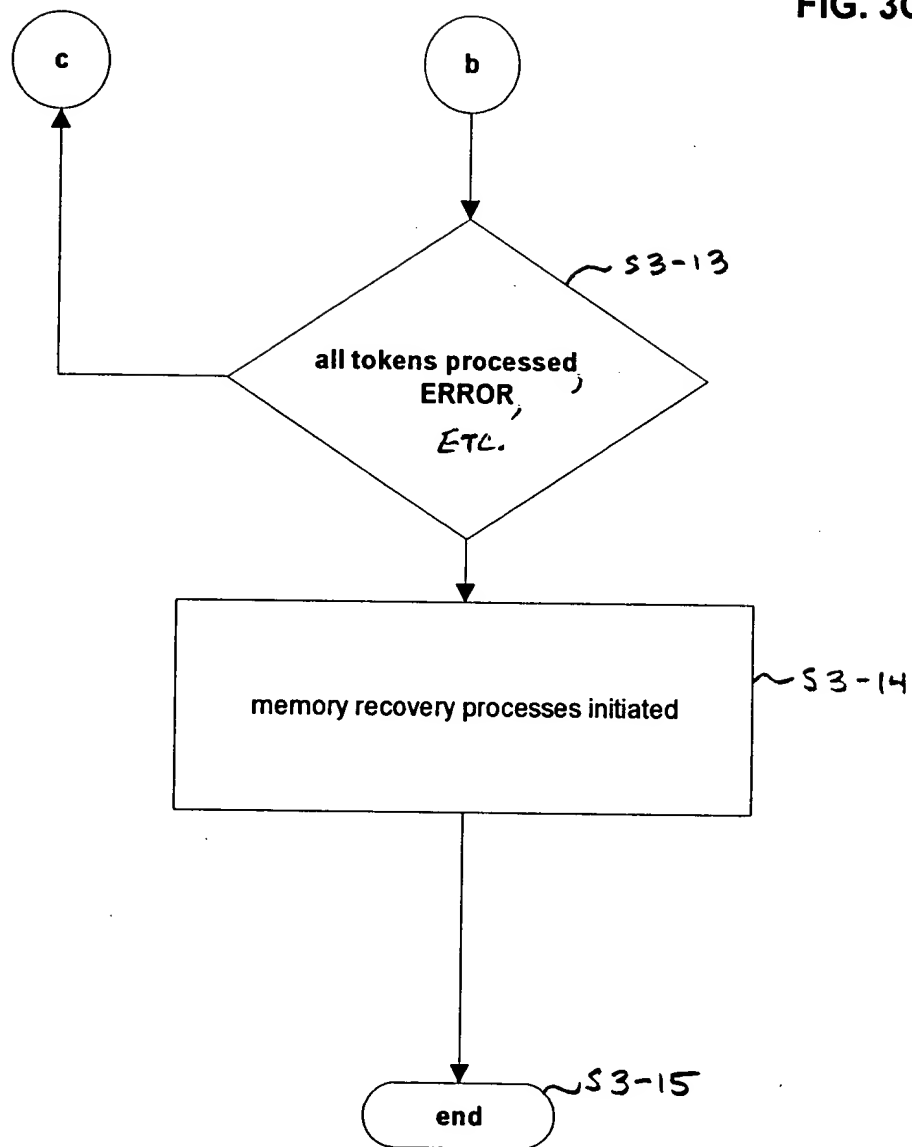 FIG. 3C
c
b
S3-13
all tokens processed,
ERROR,
ETC.
memory recovery processes initiated
S3-14
S3-15
end